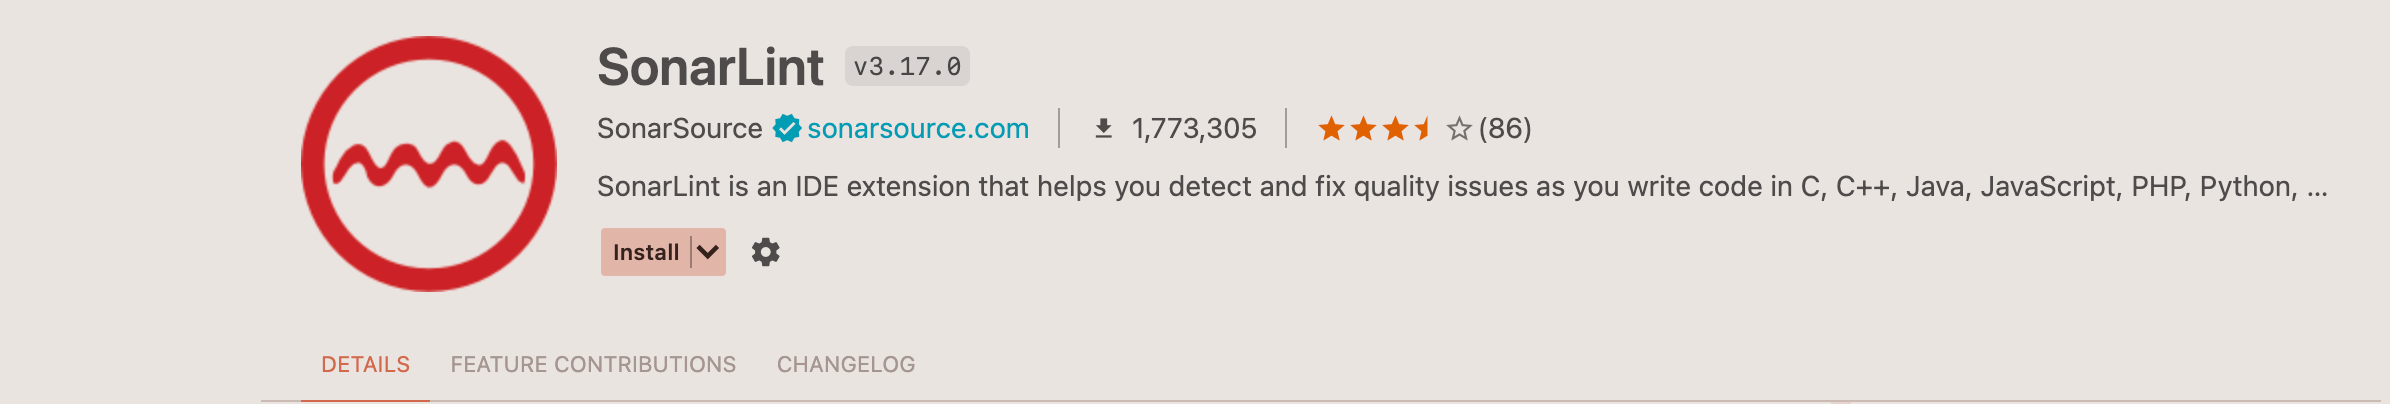 SonarLint v3.17.0
SonarSource sonarsource.com 1,773,305 (86)
SonarLint is an IDE extension that helps you detect and fix quality issues as you write code in C, C++, Java, JavaScript, PHP, Python, ...
Install
DETAILS FEATURE CONTRIBUTIONS CHANGELOG